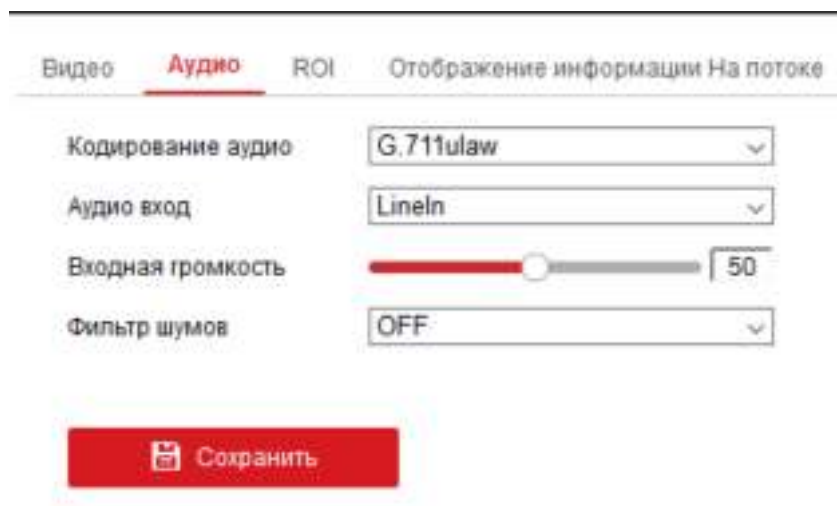 Видео Аудио ROI Отображение информации На потоке
Кодирование аудио G.711ulaw
Аудио вход LineIn
Входная громкость 50
Фильтр шумов OFF
Сохранить